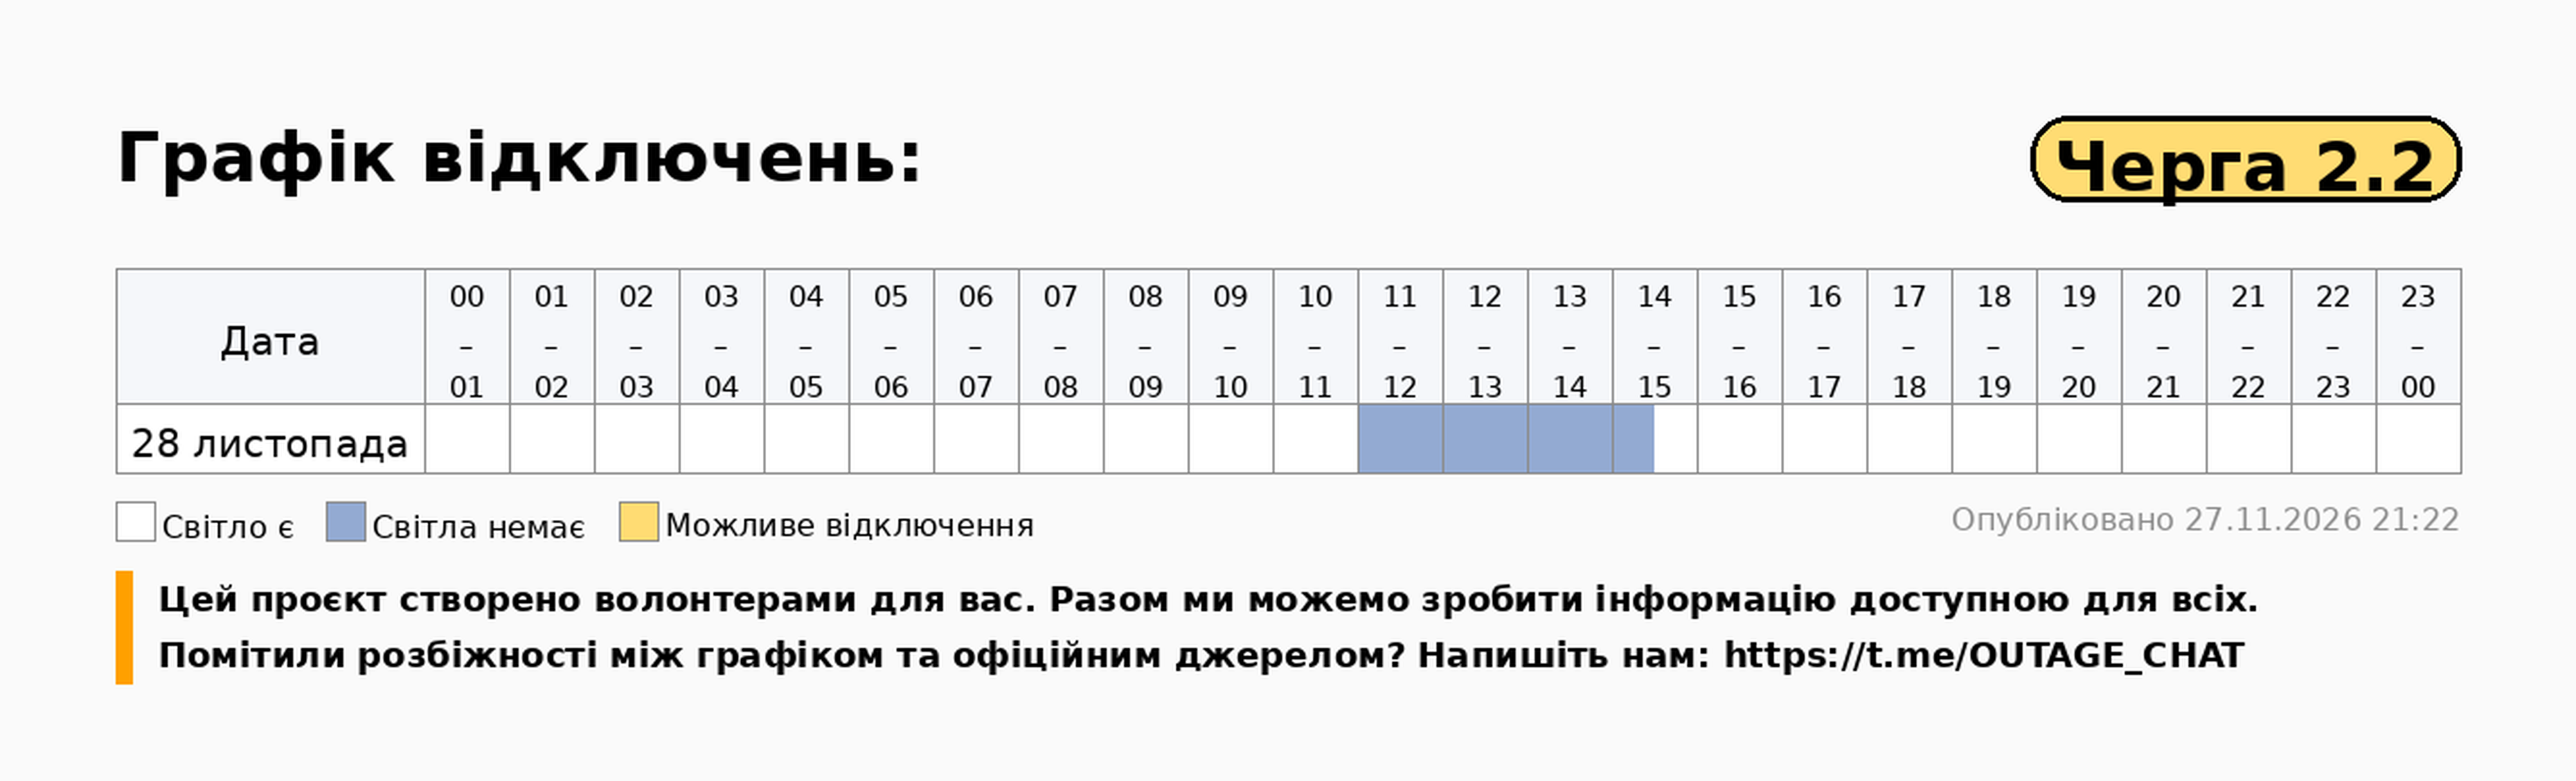 Графік відключень:
Черга 2.2
Дата 00 – 01 01 – 02 02 – 03 03 – 04 04 – 05 05 – 06 06 – 07 07 – 08 08 – 09 09 – 10 10 – 11 11 – 12 12 – 13 13 – 14 14 – 15 15 – 16 16 – 17 17 – 18 18 – 19 19 – 20 20 – 21 21 – 22 22 – 23 23 – 00
28 листопада
Світло є Світла немає Можливе відключення
Опубліковано 27.11.2026 21:22
Цей проєкт створено волонтерами для вас. Разом ми можемо зробити інформацію доступною для всіх.
Помітили розбіжності між графіком та офіційним джерелом? Напишіть нам: https://t.me/OUTAGE_CHAT